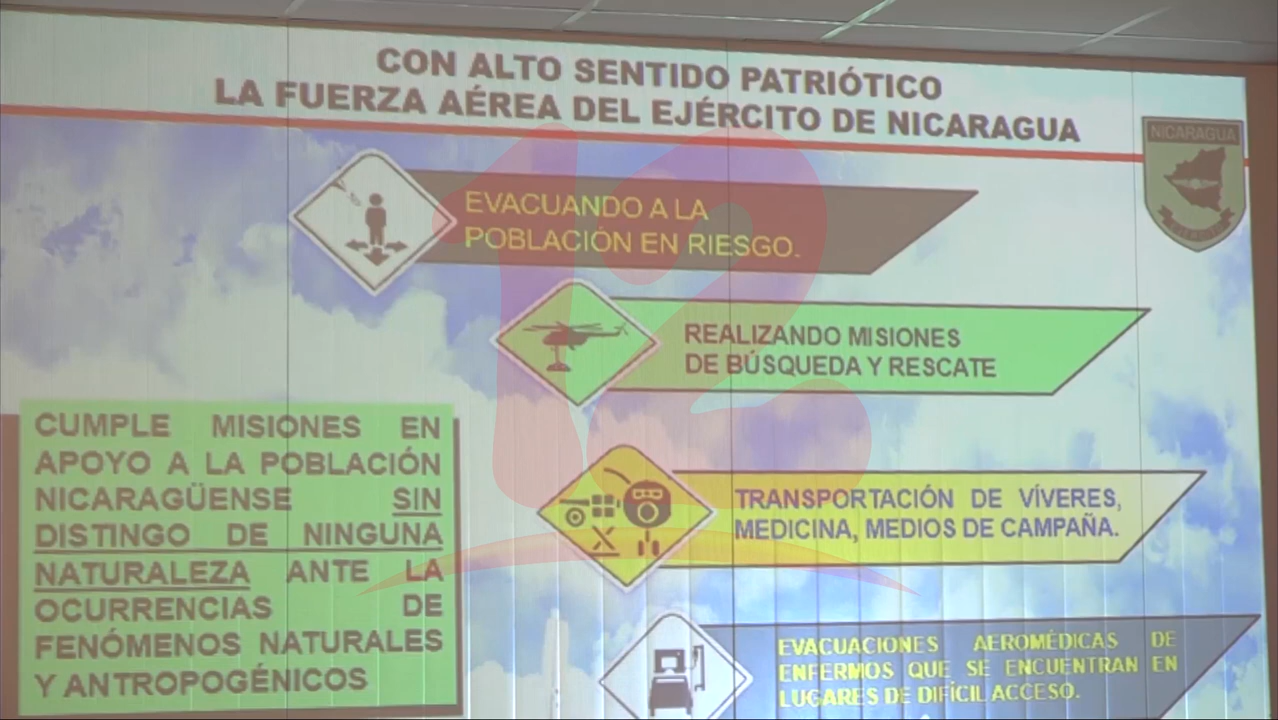 CON ALTO SENTIDO PATRIÓTICO
LA FUERZA AÉREA DEL EJÉRCITO DE NICARAGUA
NICARAGUA
EVACUANDO A LA
POBLACIÓN EN RIESGO.
REALIZANDO MISIONES
DE BÚSQUEDA Y RESCATE
CUMPLE MISIONES EN
APOYO A LA POBLACIÓN
NICARAGÜENSE SIN
DISTINGO DE NINGUNA
NATURALEZA ANTE LA
OCURRENCIAS DE
FENÓMENOS NATURALES
Y ANTROPOGÉNICOS
TRANSPORTACIÓN DE VÍVERES,
MEDICINA, MEDIOS DE CAMPAÑA.
EVACUACIONES AEROMÉDICAS DE
ENFERMOS QUE SE ENCUENTRAN EN
LUGARES DE DIFÍCIL ACCESO.
12